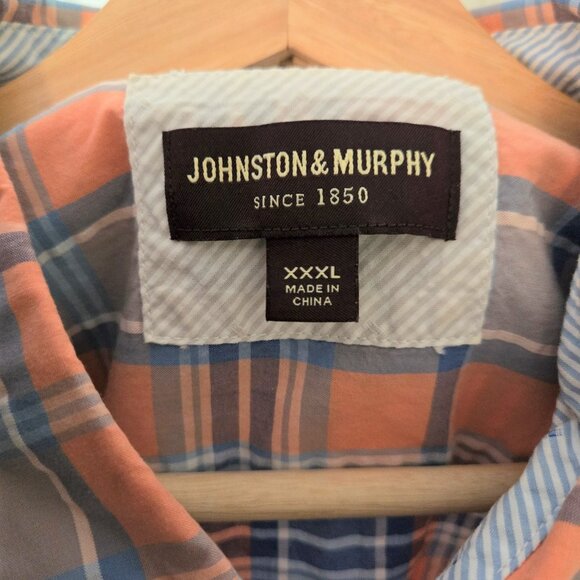 JOHNSTON & MURPHY
SINCE 1850
XXXL
MADE IN
CHINA